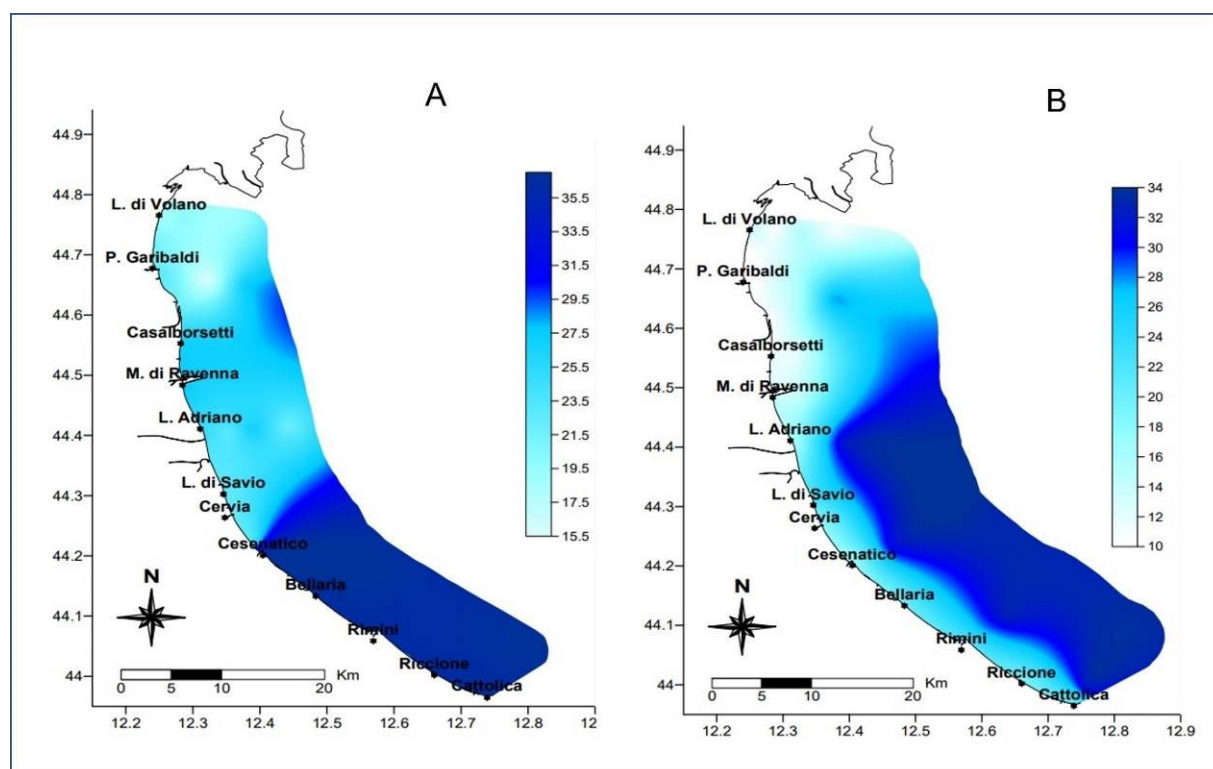 A
44.9
44.8
44.7
44.6
44.5
44.4
44.3
44.2
44.1
44
L. di Volano
P. Garibaldi
Casalborsetti
M. di Ravenna
L. Adriano
L. di Savio
Cervia
Cesenatico
Bellaria
Rimini
Riccione
Cattolica
N
0 5 10 20 Km
12.2 12.3 12.4 12.5 12.6 12.7 12.8 12
35.5
33.5
31.5
29.5
27.5
25.5
23.5
21.5
19.5
17.5
15.5
B
44.9
44.8
44.7
44.6
44.5
44.4
44.3
44.2
44.1
44
L. di Volano
P. Garibaldi
Casalborsetti
M. di Ravenna
L. Adriano
L. di Savio
Cervia
Cesenatico
Bellaria
Rimini
Riccione
Cattolica
N
0 5 10 20 Km
12.2 12.3 12.4 12.5 12.6 12.7 12.8 12.9
34
32
30
28
26
24
22
20
18
16
14
12
10